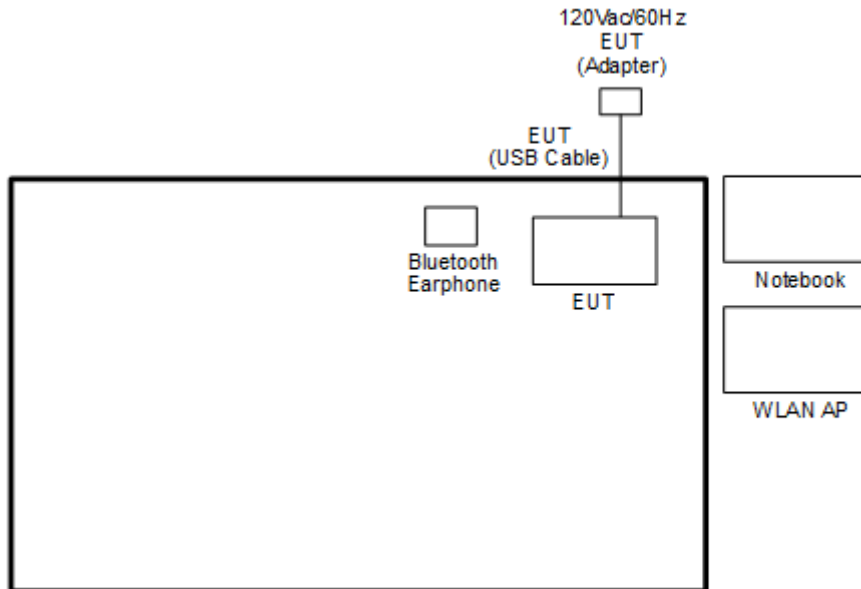 120Vac/60Hz
EUT
(Adapter)
EUT
(USB Cable)
Bluetooth
Earphone
EUT
Notebook
WLAN AP